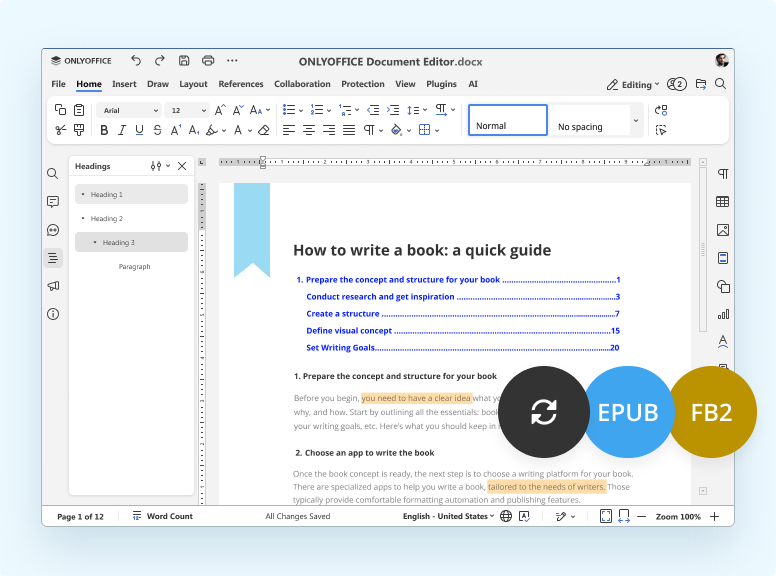 ONLYOFFICE
ONLYOFFICE Document Editor.docx
File Home Insert Draw Layout References Collaboration Protection View Plugins AI
Editing 2
Arial 12
Normal No spacing
Headings
Heading 1
Heading 2
Heading 3
Paragraph
How to write a book: a quick guide
1. Prepare the concept and structure for your book 1
Conduct research and get inspiration 3
Create a structure 7
Define visual concept 15
Set Writing Goals 20
1. Prepare the concept and structure for your book
Before you begin, you need to have a clear idea what
why, and how. Start by outlining all the essentials:
your writing goals, etc. Here's what you should keep in
EPUB
FB2
2. Choose an app to write the book
Once the book concept is ready, the next step is to choose a writing platform for your book.
There are specialized apps to help you write a book, tailored to the needs of writers. Those
typically provide comfortable formatting automation and publishing features.
Page 1 of 12 Word Count All Changes Saved English - United States Zoom 100%